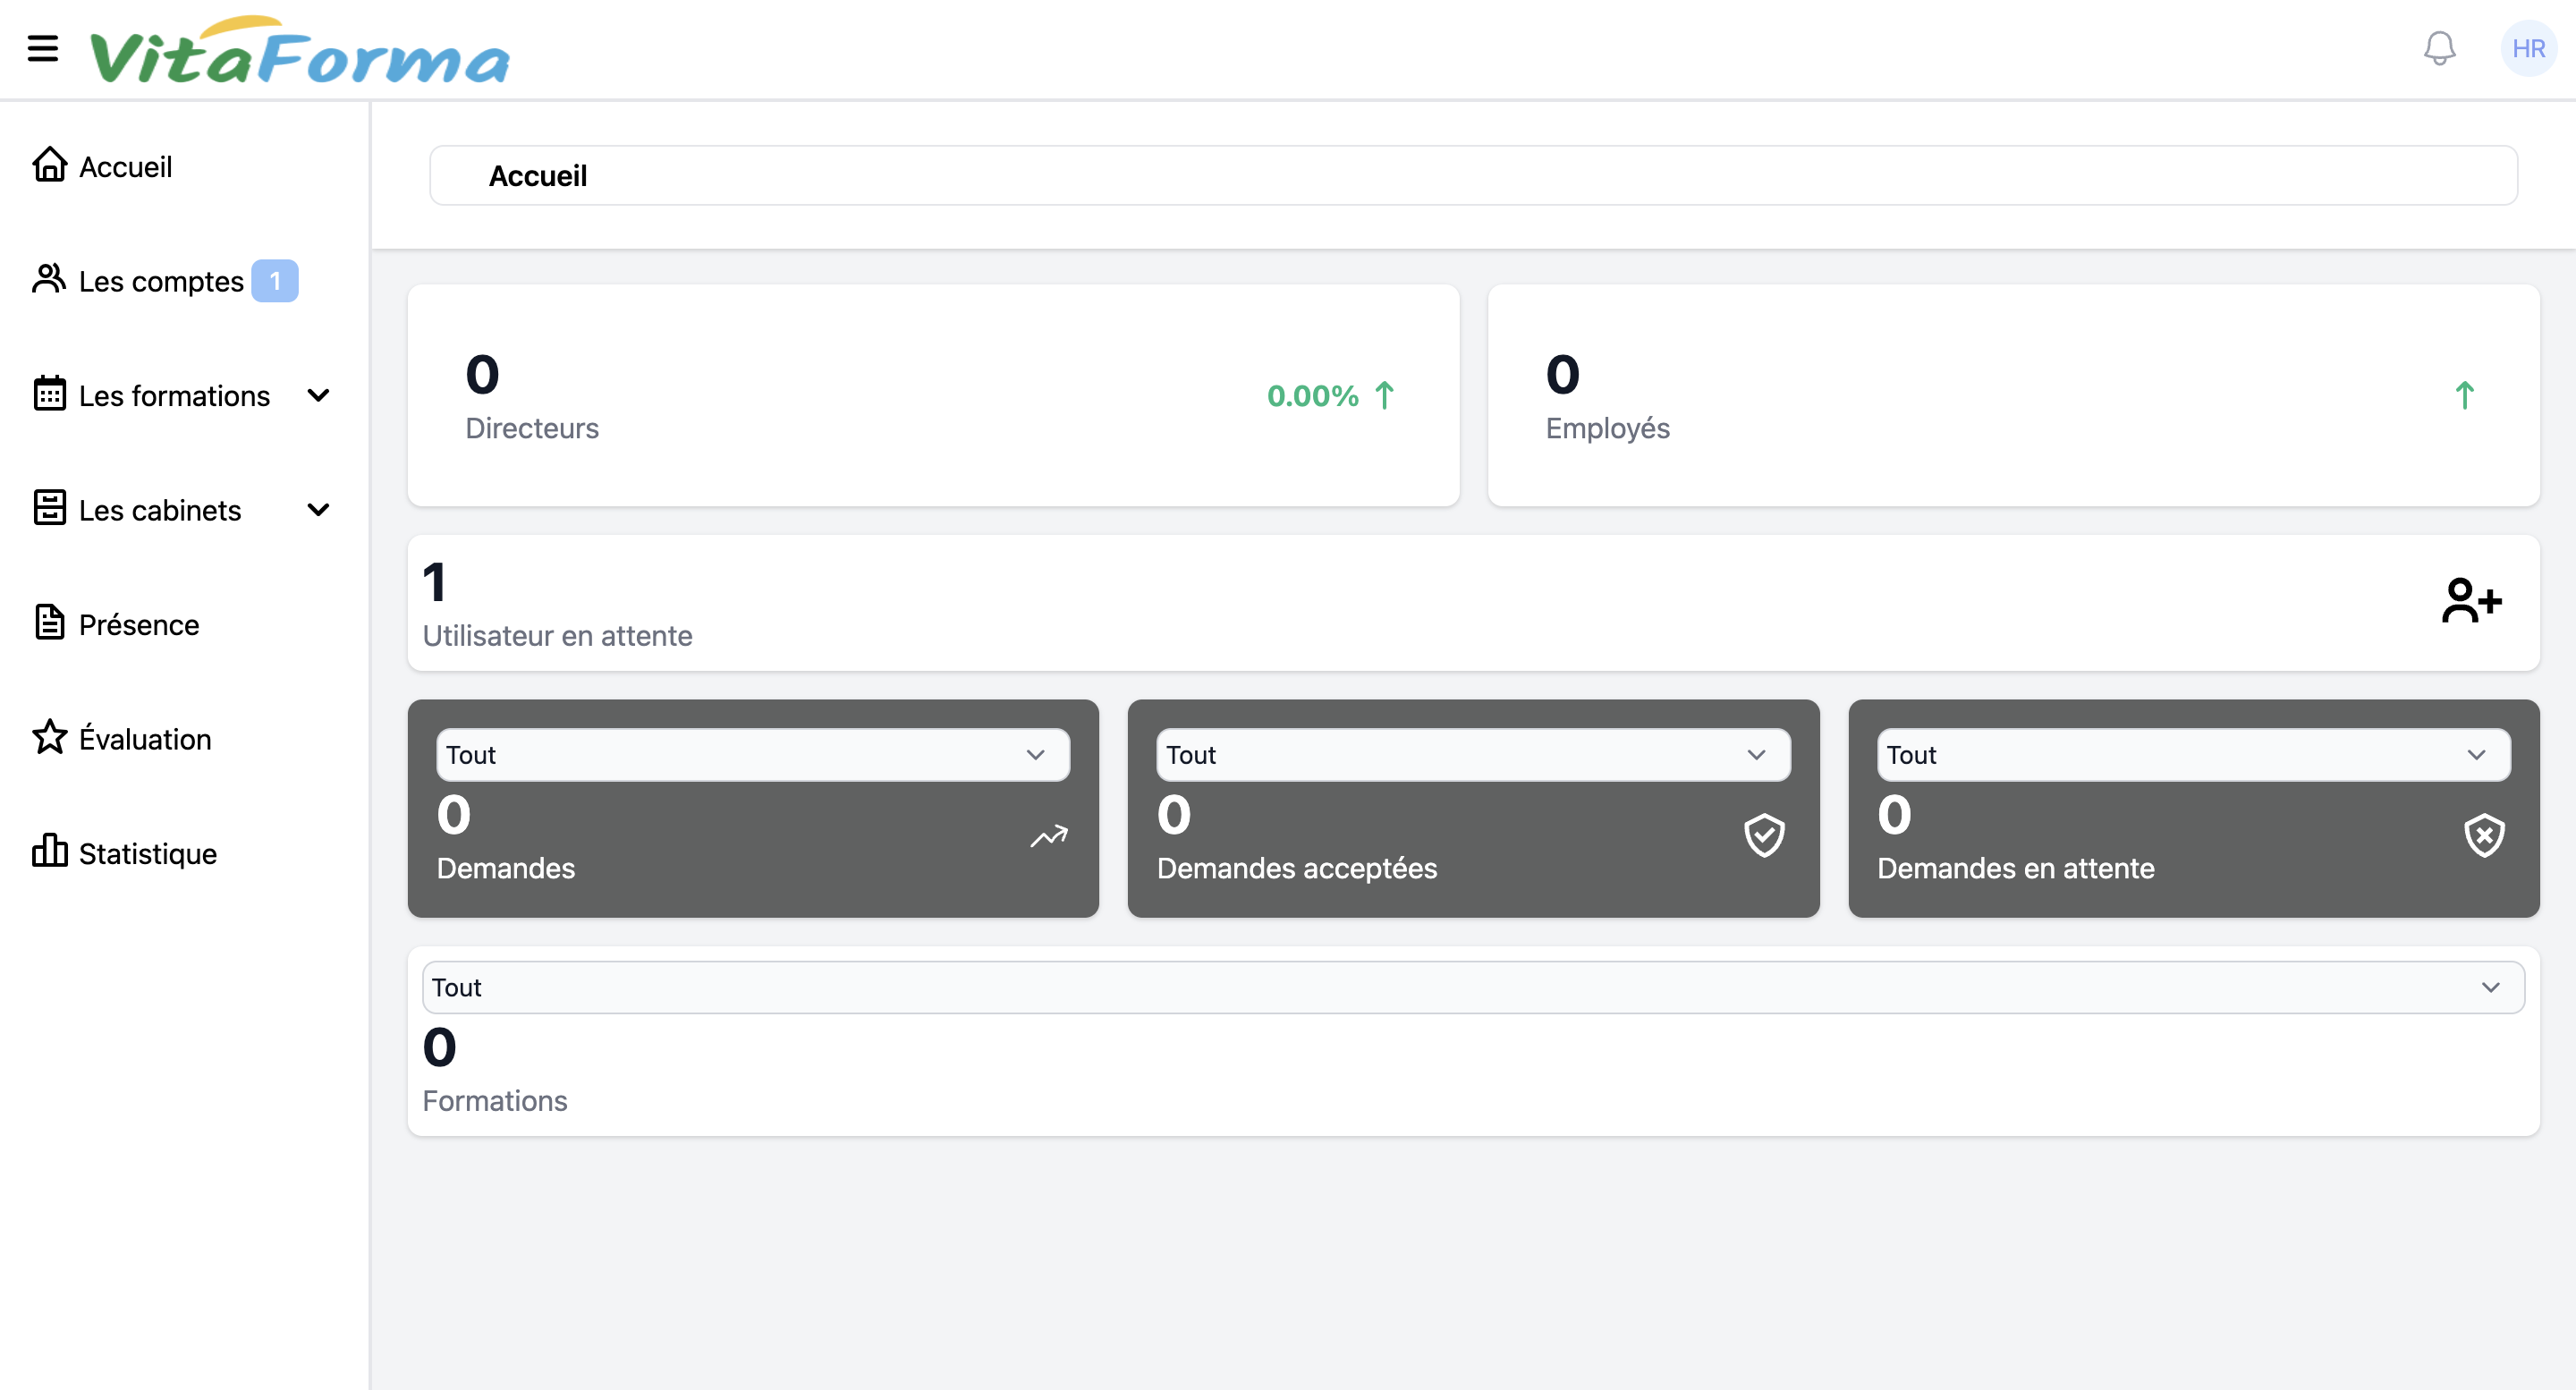 VitaForma
HR
Accueil
Accueil
Les comptes 1
Les formations
Les cabinets
Présence
Évaluation
Statistique
0
Directeurs
0.00%
0
Employés
1
Utilisateur en attente
Tout
0
Demandes
Tout
0
Demandes acceptées
Tout
0
Demandes en attente
Tout
0
Formations